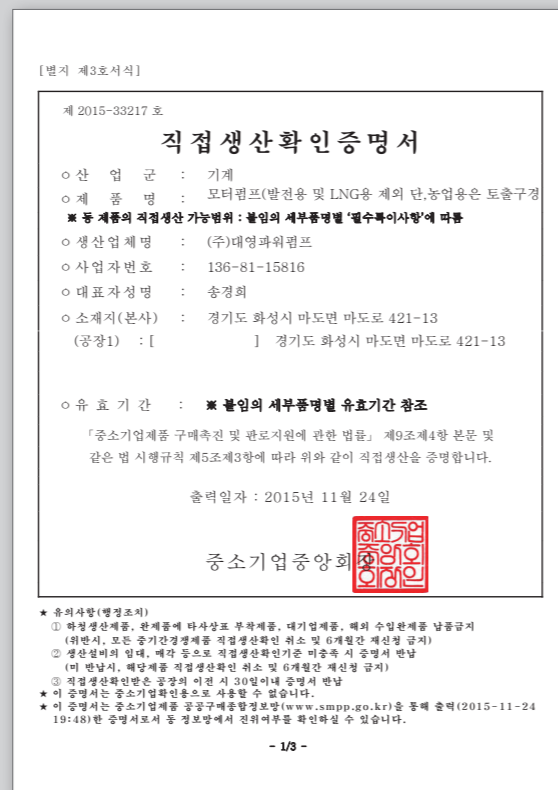 [별지 제3호서식]
제 2015-33217 호
직접생산확인증명서
ㅇ 산 업 군 : 기계
ㅇ 제 품 명 : 모터펌프(발전용 및 LNG용 제외 단,농업용은 토출구경
※ 동 제품의 직접생산 가능범위 : 붙임의 세부품명별 '필수특이사항'에 따름
ㅇ 생산업체명 : (주)대영파워펌프
ㅇ 사업자번호 : 136-81-15816
ㅇ 대표자성명 : 송경희
ㅇ 소재지(본사) : 경기도 화성시 마도면 마도로 421-13
(공장1) : [ ] 경기도 화성시 마도면 마도로 421-13
ㅇ 유 효 기 간 : ※ 붙임의 세부품명별 유효기간 참조
「중소기업제품 구매촉진 및 판로지원에 관한 법률」 제9조제4항 본문 및
같은 법 시행규칙 제5조제3항에 따라 위와 같이 직접생산을 증명합니다.
출력일자 : 2015년 11월 24일
중소기업중앙회장
★ 유의사항(행정조치)
① 하청생산제품, 완제품에 타사상표 부착제품, 대기업제품, 해외 수입완제품 납품금지
(위반시, 모든 중기간경쟁제품 직접생산확인 취소 및 6개월간 재신청 금지)
② 생산설비의 임대, 매각 등으로 직접생산확인기준 미충족 시 증명서 반납
(미 반납시, 해당제품 직접생산확인 취소 및 6개월간 재신청 금지)
③ 직접생산확인받은 공장의 이전 시 30일이내 증명서 반납
★ 이 증명서는 중소기업확인용으로 사용할 수 없습니다.
★ 이 증명서는 중소기업제품 공공구매종합정보망(www.smpp.go.kr)을 통해 출력(2015-11-24
19:48)한 증명서로서 동 정보망에서 진위여부를 확인하실 수 있습니다.
- 1/3 -